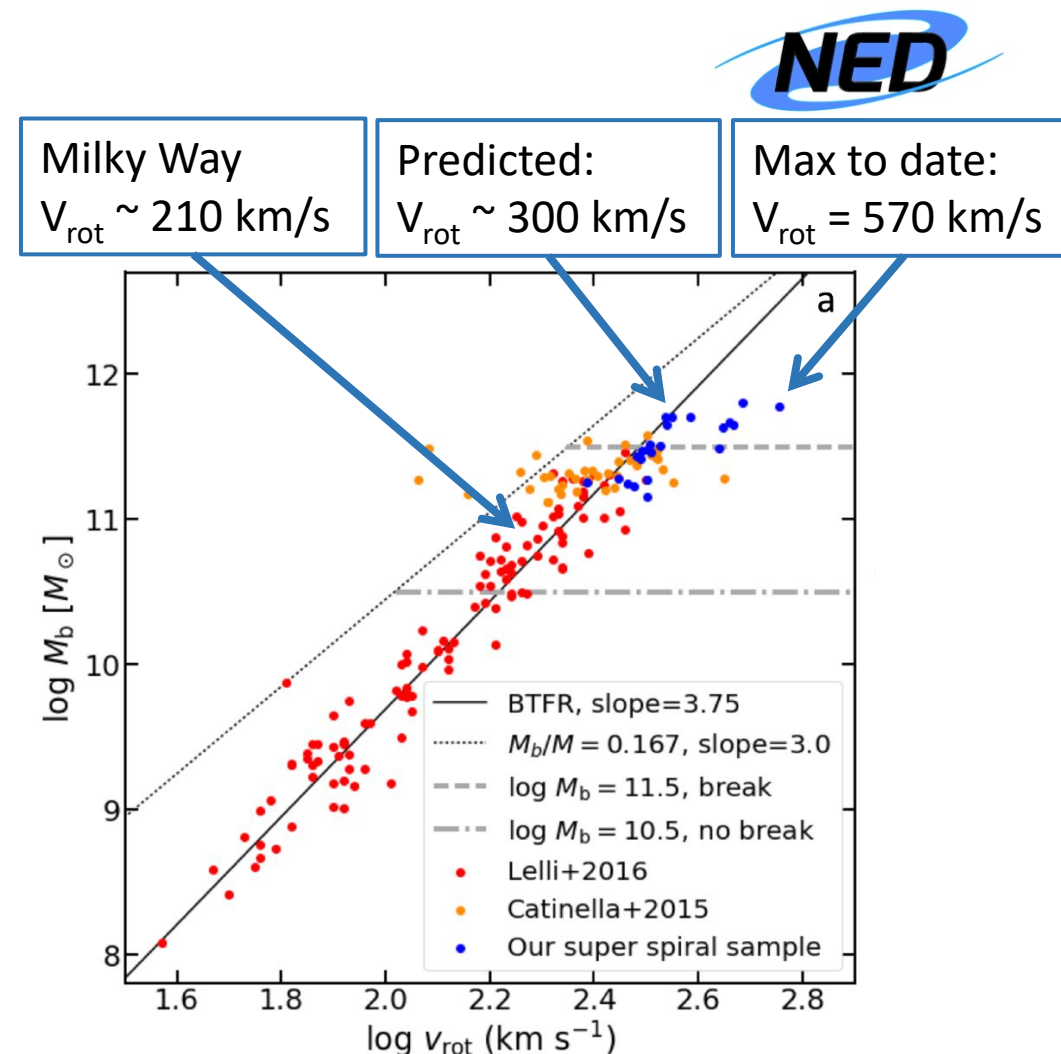 NED
Milky Way
Vrot ~ 210 km/s
Predicted:
Vrot ~ 300 km/s
Max to date:
Vrot = 570 km/s
a
12
11
10
9
8
log Mb [M⊙]
BTFR, slope=3.75
Mb/M = 0.167, slope=3.0
log Mb = 11.5, break
log Mb = 10.5, no break
Lelli+2016
Catinella+2015
Our super spiral sample
1.6 1.8 2.0 2.2 2.4 2.6 2.8
log vrot (km s⁻¹)